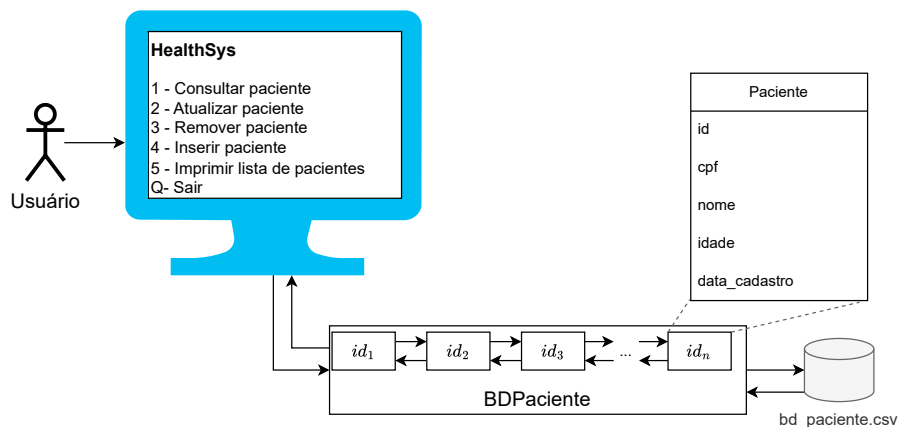 HealthSys
1 - Consultar paciente
2 - Atualizar paciente
3 - Remover paciente
4 - Inserir paciente
5 - Imprimir lista de pacientes
Q- Sair
Usuário
Paciente
id
cpf
nome
idade
data_cadastro
id₁
id₂
id₃
...
idₙ
BDPaciente
bd_paciente.csv